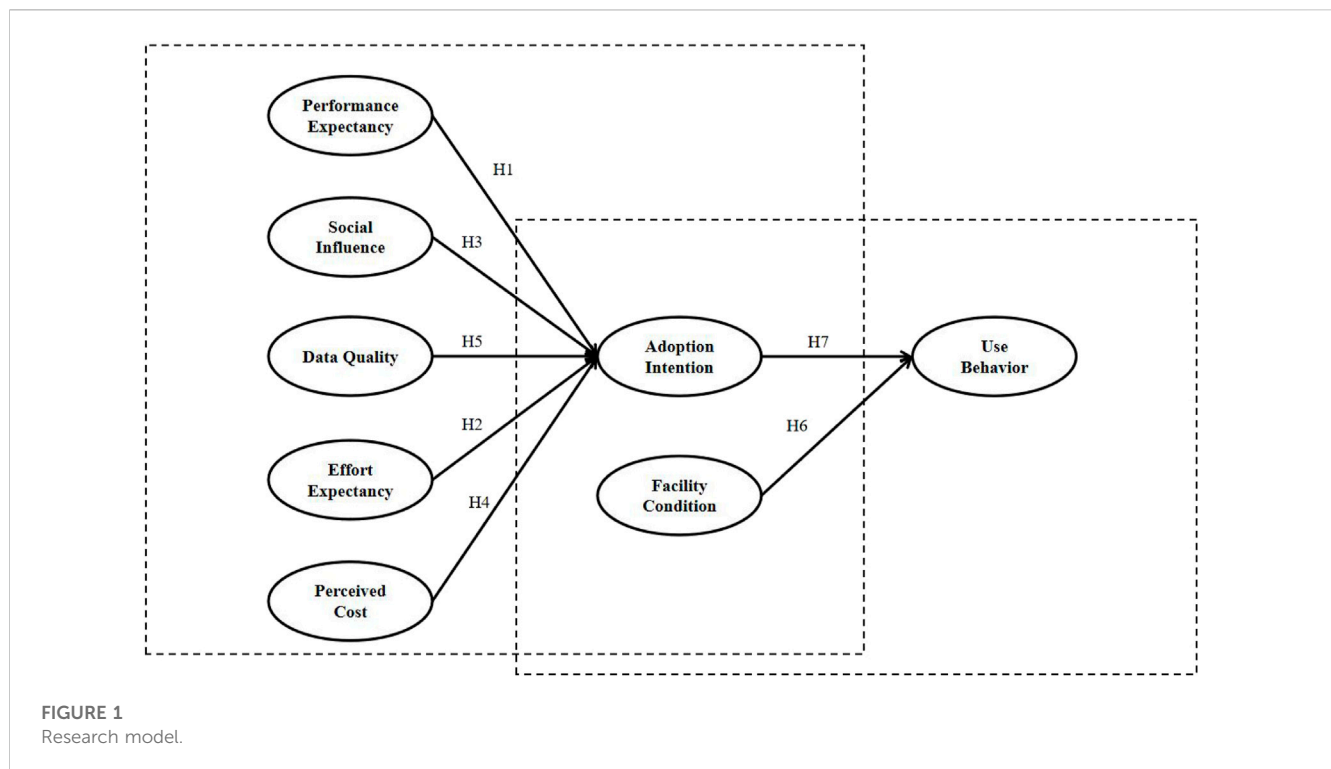 Performance
Expectancy
H1
Social
Influence
H3
Data Quality
H5
Adoption
Intention
H7
Use
Behavior
H2
H6
Effort
Expectancy
Facility
Condition
H4
Perceived
Cost
FIGURE 1
Research model.